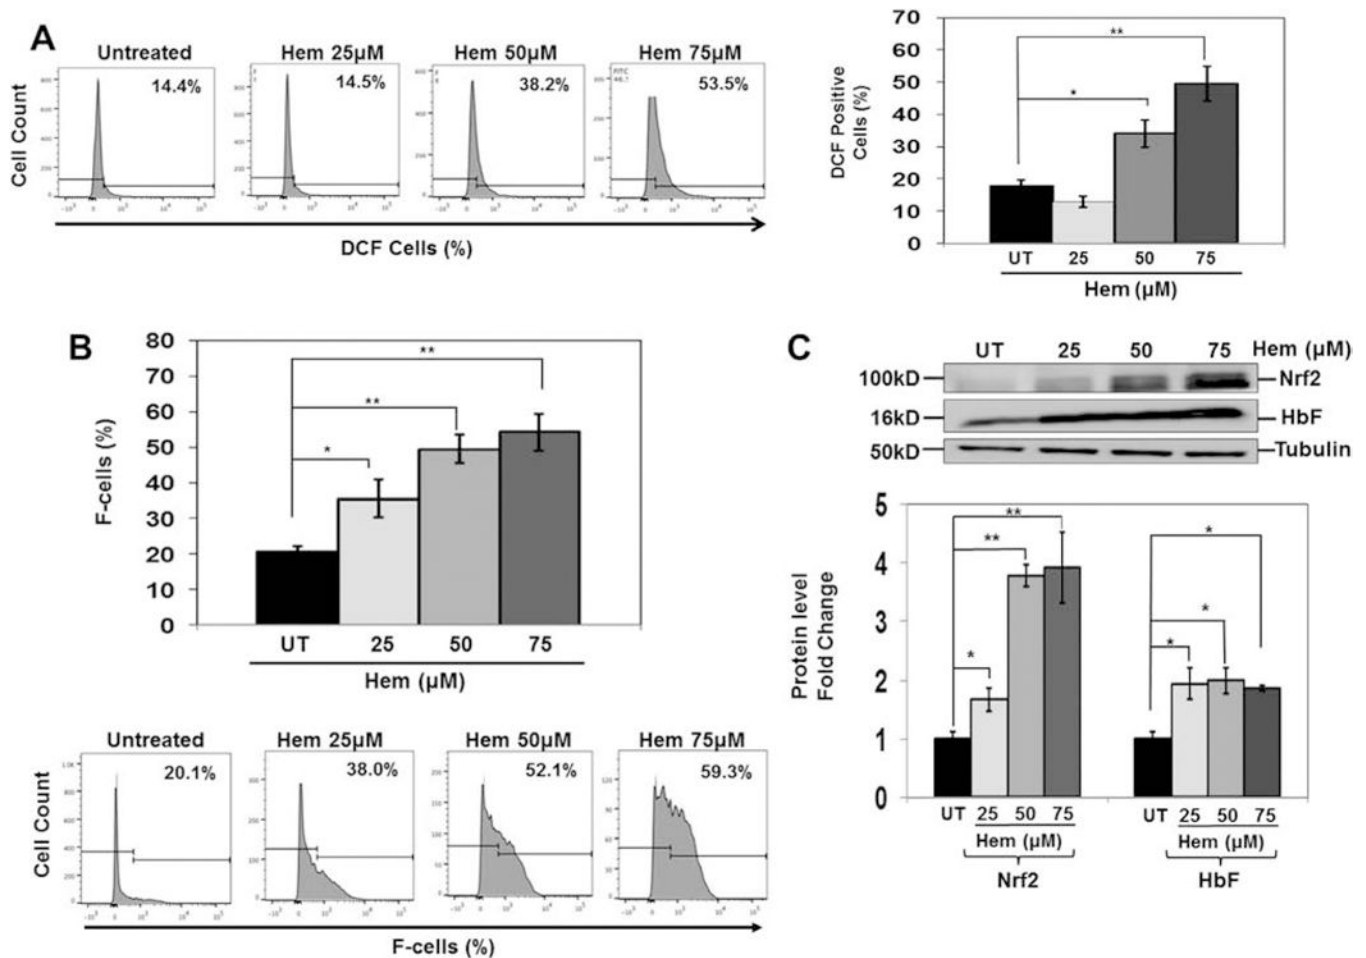 A
Untreated
Hem 25µM
Hem 50µM
Hem 75µM
14.4%
14.5%
38.2%
53.5%
Cell Count
DCF Cells (%)
DCF Positive
Cells (%)
70
60
50
40
30
20
10
0
**
*
UT 25 50 75
Hem (µM)
B
F-cells (%)
80
70
60
50
40
30
20
10
0
**
**
*
UT 25 50 75
Hem (µM)
Untreated
Hem 25µM
Hem 50µM
Hem 75µM
20.1%
38.0%
52.1%
59.3%
Cell Count
F-cells (%)
C
UT 25 50 75 Hem (µM)
100kD
Nrf2
16kD
HbF
50kD
Tubulin
Protein level
Fold Change
5
4
3
2
1
0
**
**
*
*
*
*
UT 25 50 75 UT 25 50 75
Hem (µM) Hem (µM)
Nrf2 HbF